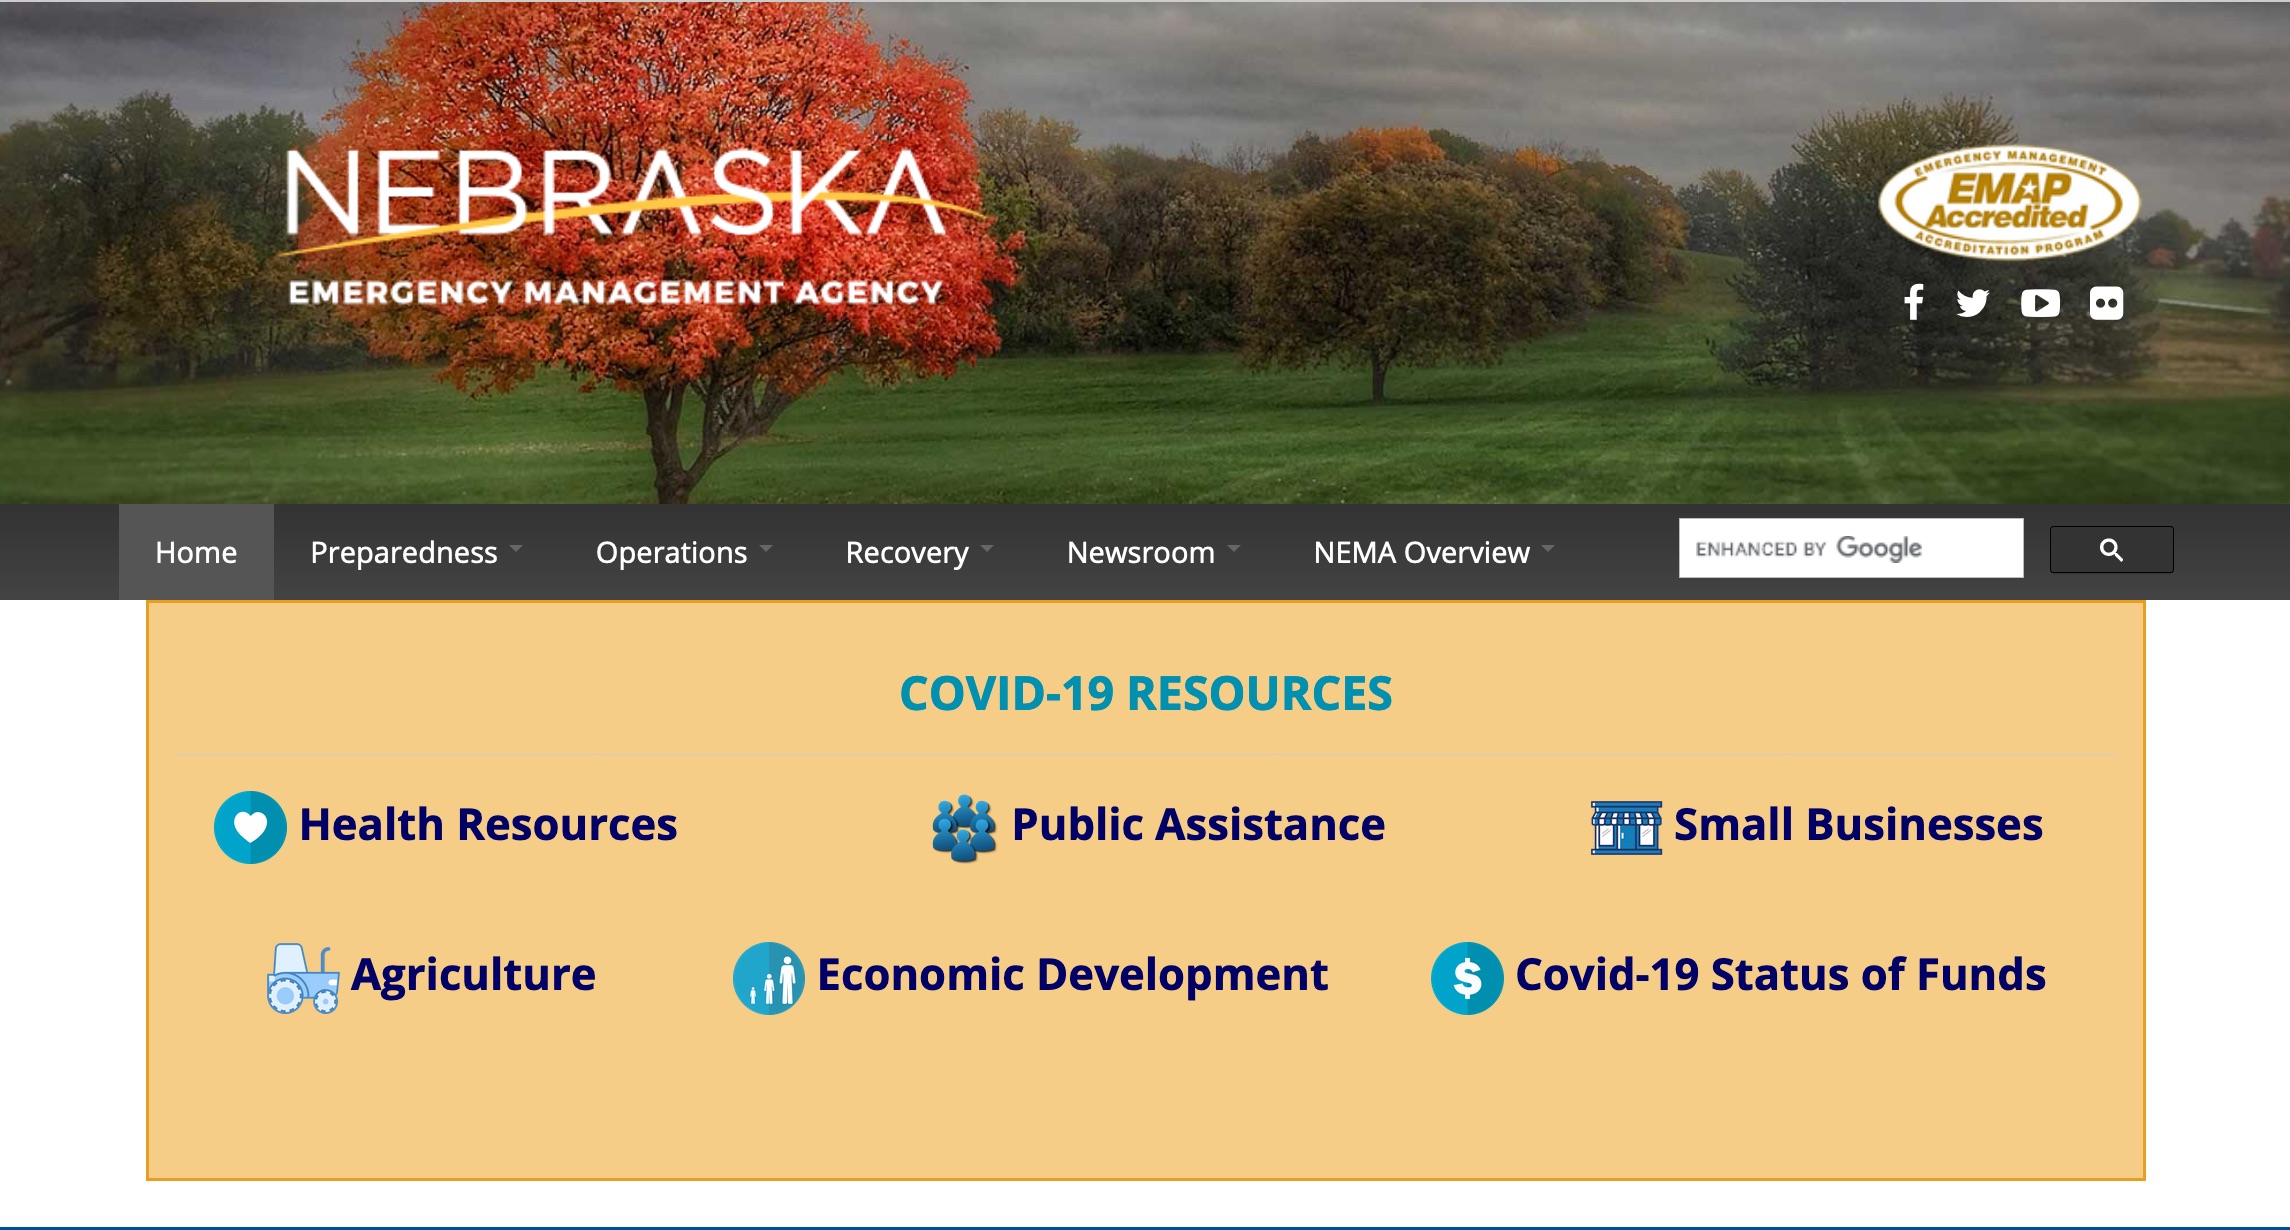 NEBRASKA
EMERGENCY MANAGEMENT AGENCY
EMERGENCY MANAGEMENT
EMAP
Accredited
ACCREDITATION PROGRAM
Home Preparedness Operations Recovery Newsroom NEMA Overview ENHANCED BY Google
COVID-19 RESOURCES
Health Resources Public Assistance Small Businesses
Agriculture Economic Development Covid-19 Status of Funds